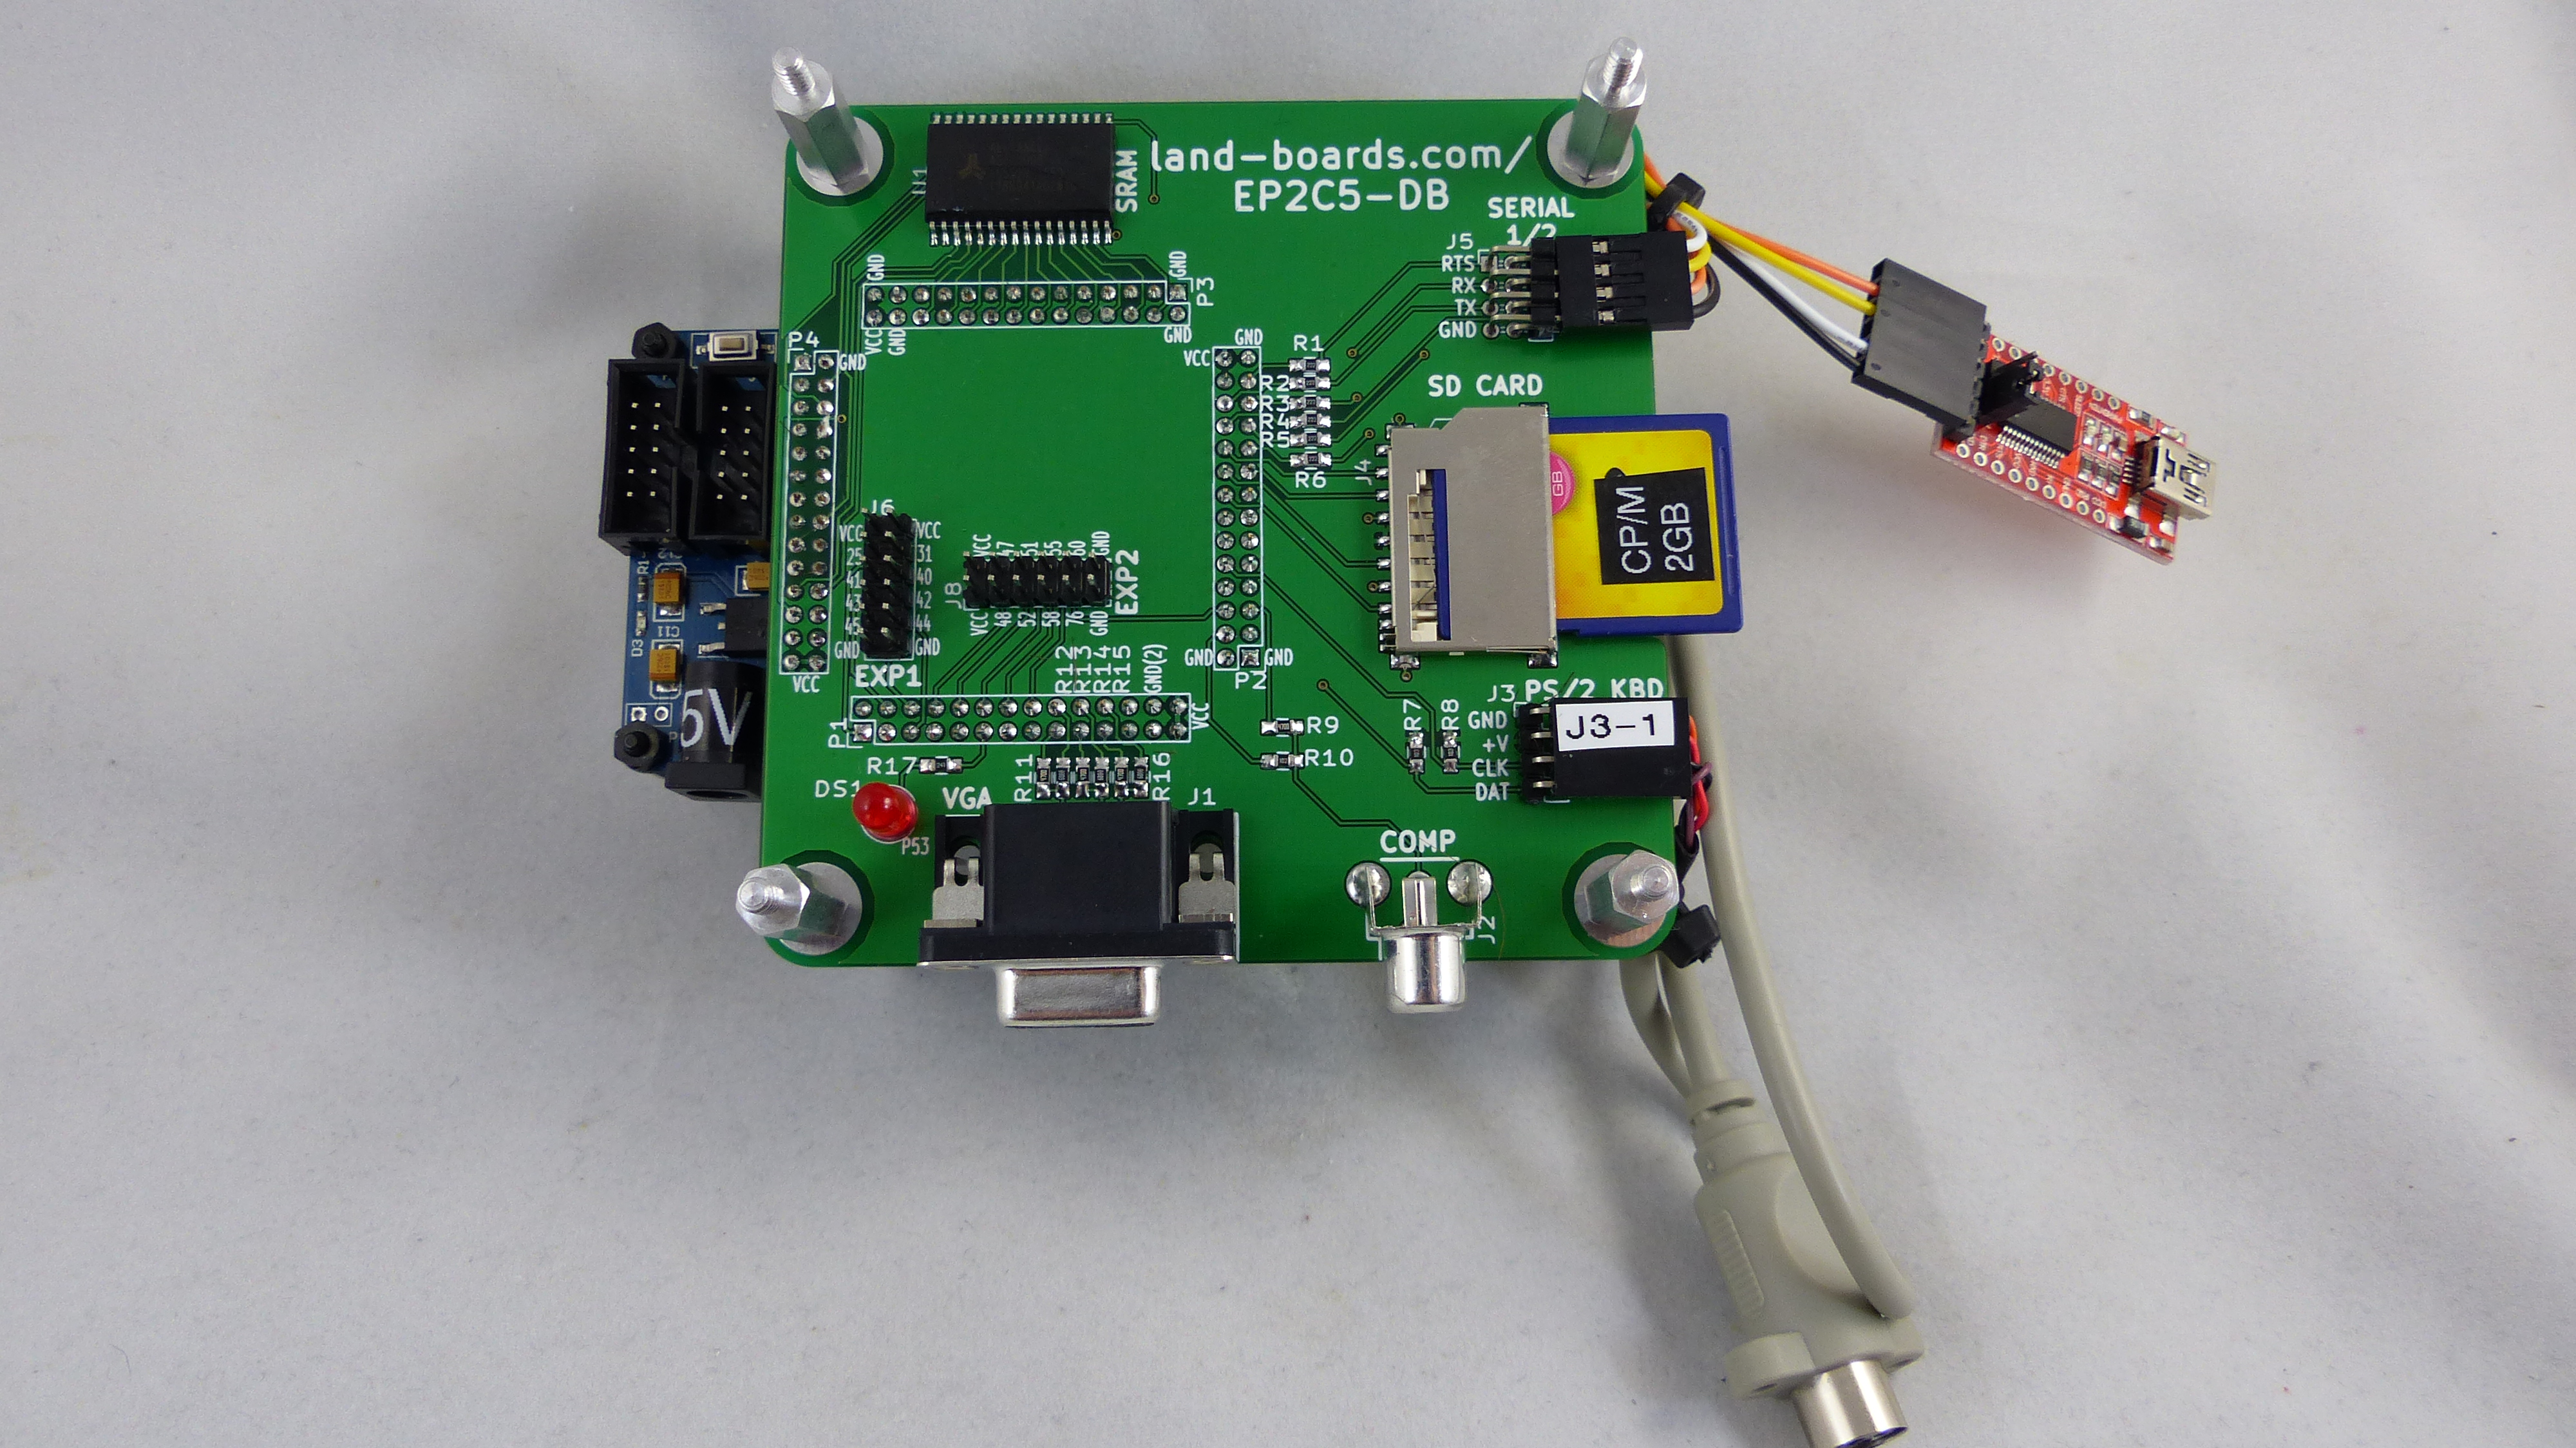 land-boards.com/
EP2C5-DB
SRAM
U1
SERIAL
1/2
J5
RTS
RX
TX
GND
GND
GND
P3
VCC
GND
GND
P4
GND
VCC
GND
VCC
R1
R2
R3
R4
R5
R6
SD CARD
J4
GB
CP/M
2GB
J6
VCC
VCC
25
31
41
40
43
42
45
44
GND
GND
EXP1
J8
VCC
47
51
55
60
GND
VCC
48
52
58
76
GND
EXP2
GND
GND
P2
R12
R13
R14
R15
GND(2)
VCC
P1
R9
R10
R7
R8
J3
PS/2 KBD
GND
+V
CLK
DAT
J3-1
R17
R11
R16
DS1
P53
VGA
J1
COMP
J2
5V
D3
C11
R1